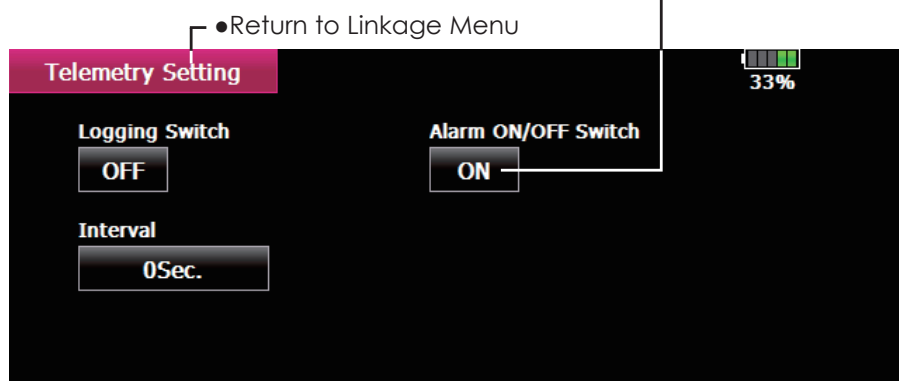 ●Return to Linkage Menu
Telemetry Setting
33%
Logging Switch
Alarm ON/OFF Switch
OFF
ON
Interval
0Sec.